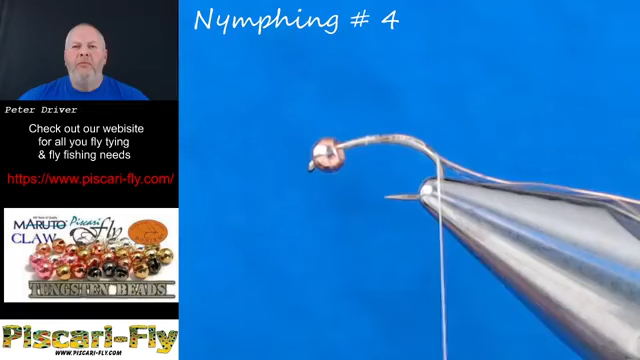 Nymphing # 4
Peter Driver
Check out our webisite
for all you fly tying
& fly fishing needs
https://www.piscari-fly.com/
MARUTO Piscari
CLAW Fly
TENGSTEN BEADS
Piscari-Fly
WWW.PISCARI-FLY.COM